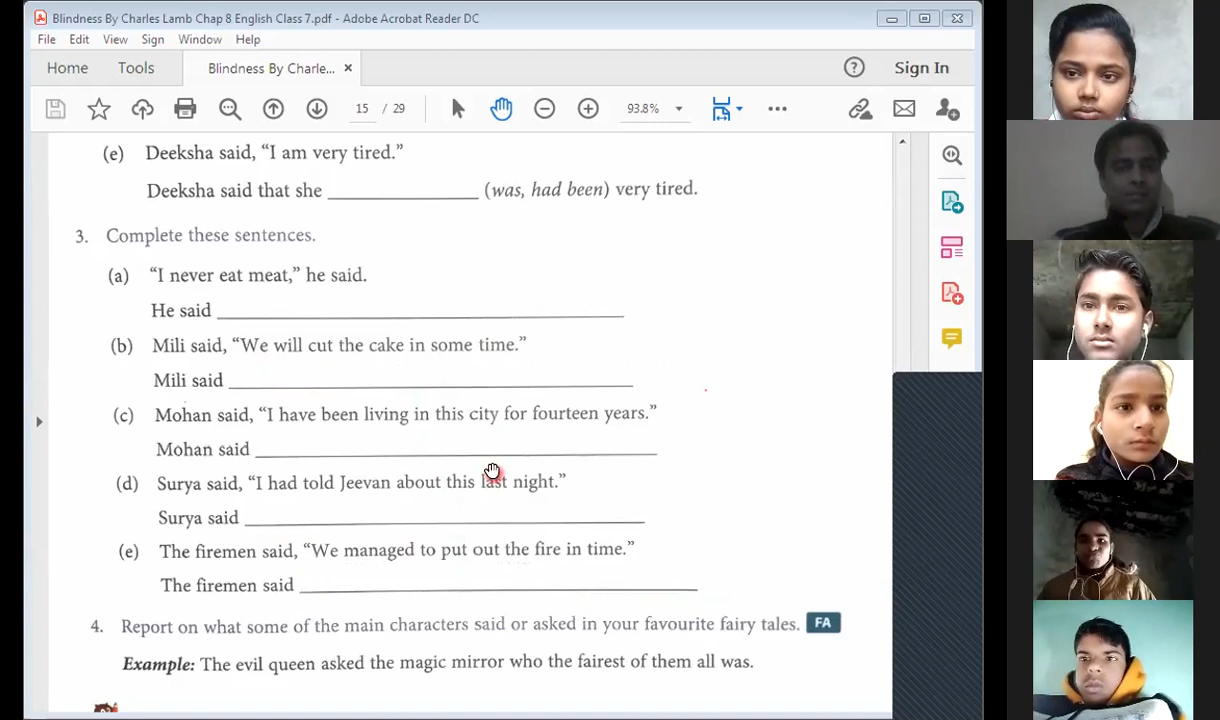 Blindness By Charles Lamb Chap 8 English Class 7.pdf - Adobe Acrobat Reader DC
File Edit View Sign Window Help
Home Tools Blindness By Charle... × Sign In
15 / 29 93.8%
(e) Deeksha said, “I am very tired.”
Deeksha said that she ______________ (was, had been) very tired.
3. Complete these sentences.
(a) “I never eat meat,” he said.
He said ______________
(b) Mili said, “We will cut the cake in some time.”
Mili said ______________
(c) Mohan said, “I have been living in this city for fourteen years.”
Mohan said ______________
(d) Surya said, “I had told Jeevan about this last night.”
Surya said ______________
(e) The firemen said, “We managed to put out the fire in time.”
The firemen said ______________
4. Report on what some of the main characters said or asked in your favourite fairy tales. FA
Example: The evil queen asked the magic mirror who the fairest of them all was.